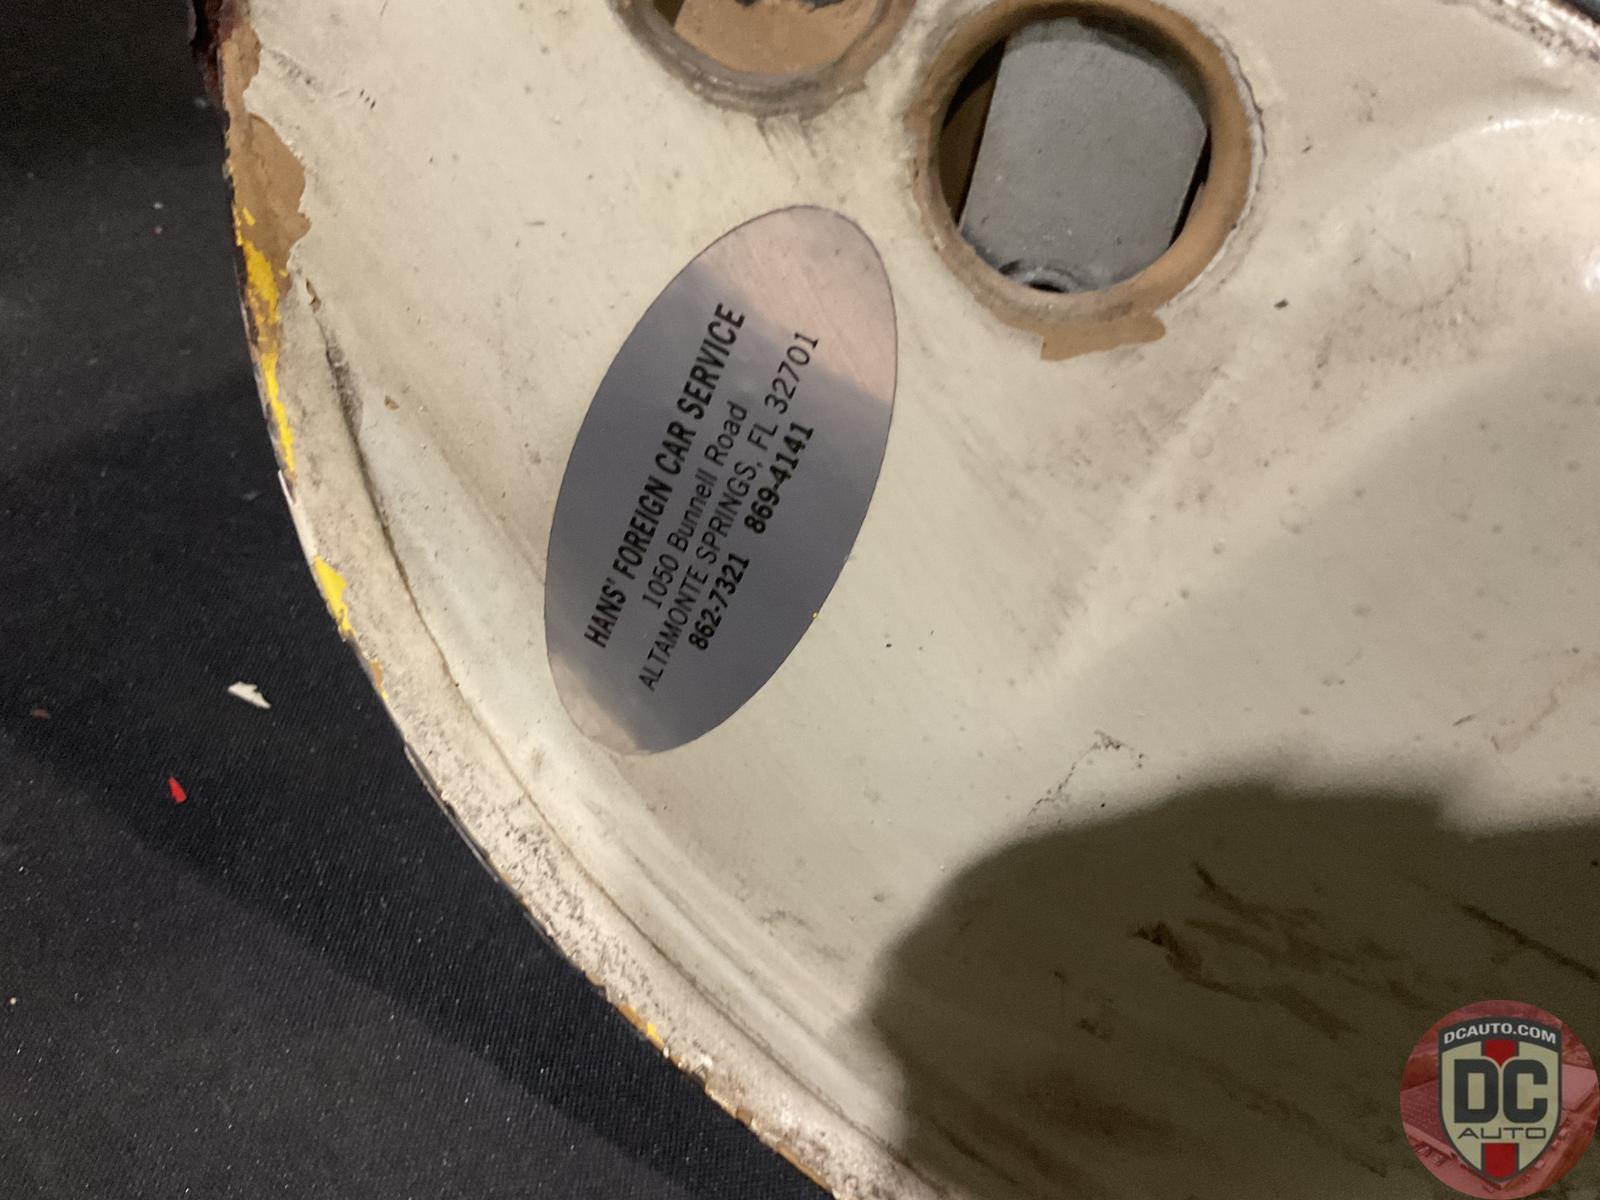 HANS' FOREIGN CAR SERVICE
1050 Bunnell Road
ALTAMONTE SPRINGS, FL 32701
862-7321 869-4141
DCAUTO.COM
DC
AUTO